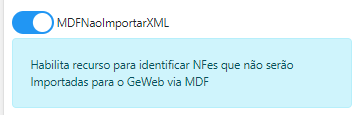 MDFNaoImportarXML
Habilita recurso para identificar NFes que não serão
Importadas para o GeWeb via MDF